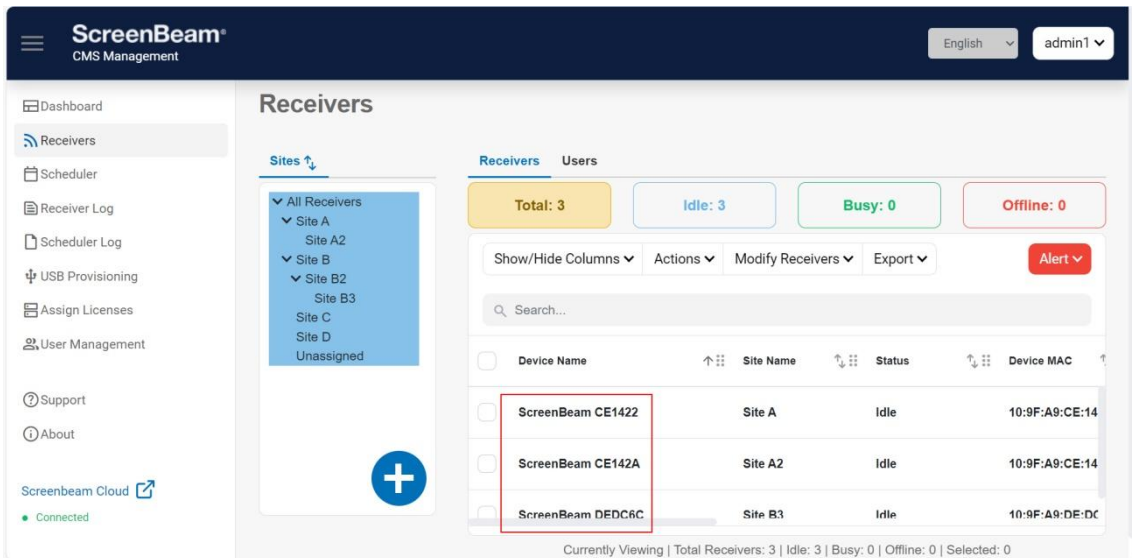 ScreenBeam®
CMS Management
English
admin1
Dashboard
Receivers
Scheduler
Receiver Log
Scheduler Log
USB Provisioning
Assign Licenses
User Management
Support
About
Screenbeam Cloud
Connected
Receivers
Sites
All Receivers
Site A
Site A2
Site B
Site B2
Site B3
Site C
Site D
Unassigned
Receivers Users
Total: 3 Idle: 3 Busy: 0 Offline: 0
Show/Hide Columns Actions Modify Receivers Export Alert
Search...
Device Name Site Name Status Device MAC
ScreenBeam CE1422 Site A Idle 10:9F:A9:CE:14
ScreenBeam CE142A Site A2 Idle 10:9F:A9:CE:14
ScreenBeam DEDC6C Site B3 Idle 10:9F:A9:DE:DC
Currently Viewing | Total Receivers: 3 | Idle: 3 | Busy: 0 | Offline: 0 | Selected: 0